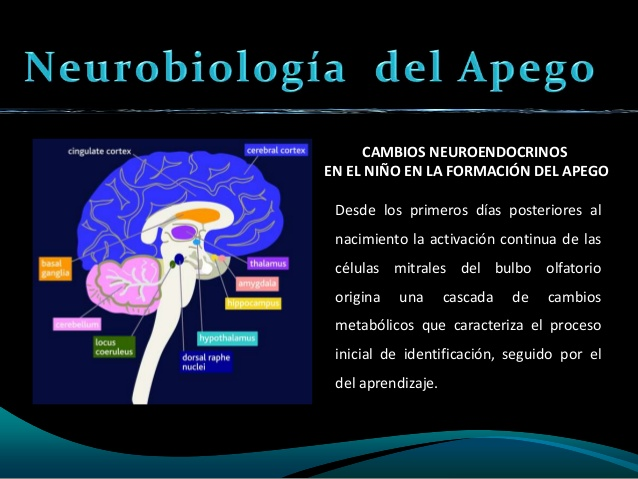 Neurobiología del Apego
cingulate cortex
cerebral cortex
basal
ganglia
thalamus
amygdala
hippocampus
cerebellum
locus
coeruleus
hypothalamus
dorsal raphe
nuclei
CAMBIOS NEUROENDOCRINOS
EN EL NIÑO EN LA FORMACIÓN DEL APEGO
Desde los primeros días posteriores al
nacimiento la activación continua de las
células mitrales del bulbo olfatorio
origina una cascada de cambios
metabólicos que caracteriza el proceso
inicial de identificación, seguido por el
del aprendizaje.